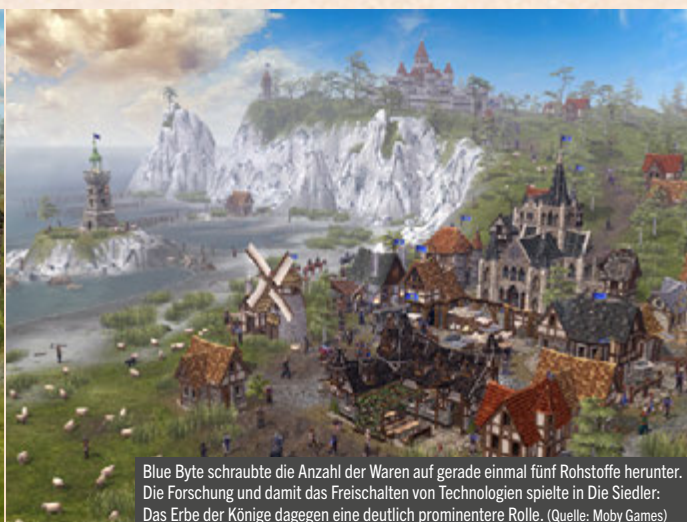 Blue Byte schraubte die Anzahl der Waren auf gerade einmal fünf Rohstoffe herunter.
Die Forschung und damit das Freischalten von Technologien spielte in Die Siedler:
Das Erbe der Könige dagegen eine deutlich prominentere Rolle. (Quelle: Moby Games)